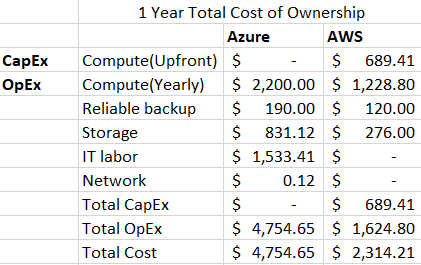 1 Year Total Cost of Ownership
Azure AWS
CapEx Compute(Upfront) $ - $ 689.41
OpEx Compute(Yearly) $ 2,200.00 $ 1,228.80
Reliable backup $ 190.00 $ 120.00
Storage $ 831.12 $ 276.00
IT labor $ 1,533.41 $ -
Network $ 0.12 $ -
Total CapEx $ - $ 689.41
Total OpEx $ 4,754.65 $ 1,624.80
Total Cost $ 4,754.65 $ 2,314.21